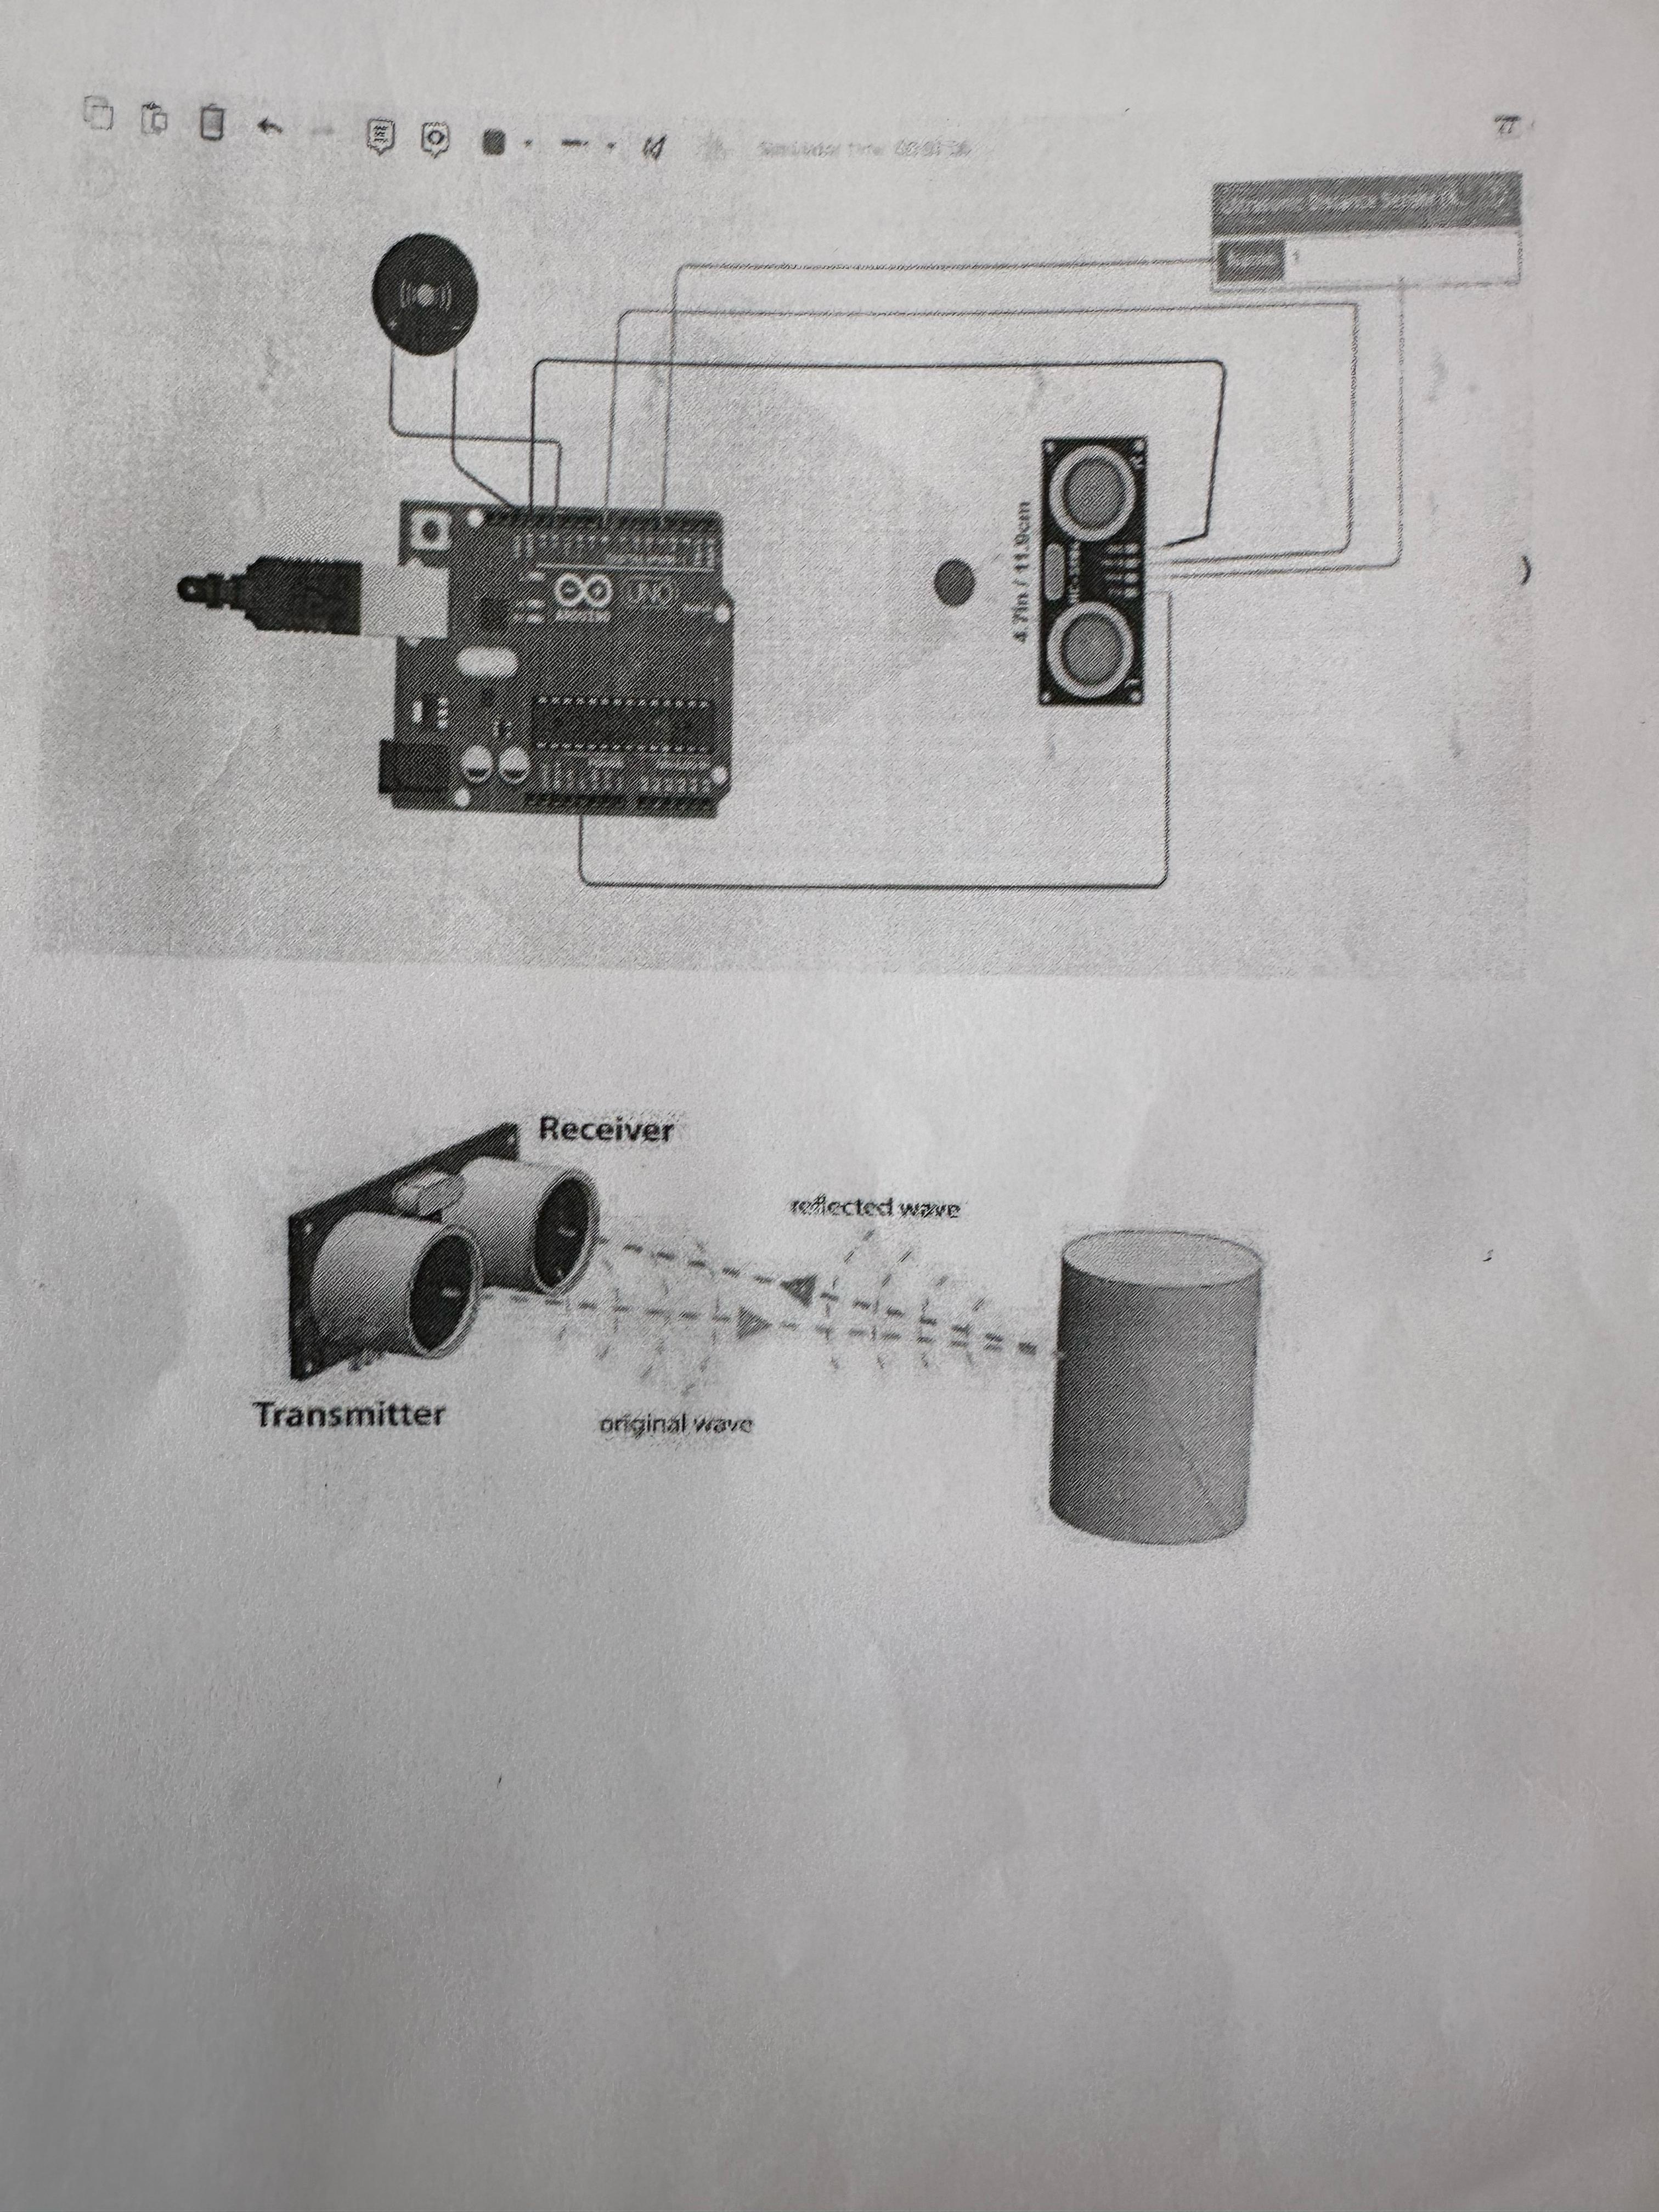 Simulator time: 00:01:36
Ultrasonic Distance Sensor (4...
Name 1
4.7in / 11.9cm
HC-SR04
UNO
ARDUINO
Receiver
reflected wave
Transmitter
original wave